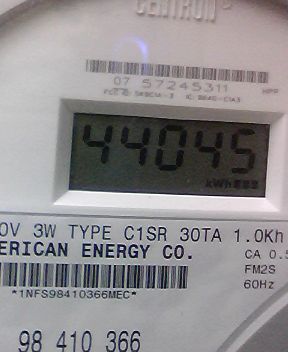 CENTRON
07 57245311
44045
kWh
0V 3W TYPE C1SR 30TA 1.0Kh
ERICAN ENERGY CO. CA 0.5
FM2S
60Hz
*1NFS98410366MEC*
98 410 366